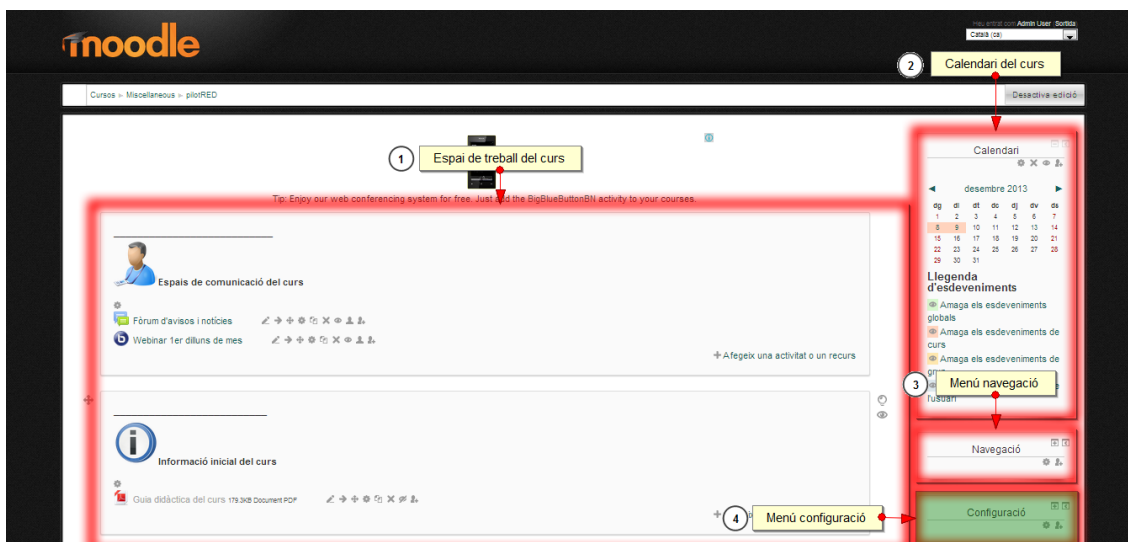 moodle
Heu entrat com Admin User (Sortida)
Català (ca)
2 Calendari del curs
Cursos ► Miscellaneous ► pilotRED
Desactiva edició
1 Espai de treball del curs
Tip: Enjoy our web conferencing system for free. Just add the BigBlueButtonBN activity to your courses.
Espais de comunicació del curs
Fòrum d'avisos i notícies
Webinar 1er dilluns de mes
Afegeix una activitat o un recurs
Informació inicial del curs
Guia didàctica del curs 179.3KB Document PDF
Calendari
◄ desembre 2013 ►
dg dl dt dc dj dv ds
1 2 3 4 5 6 7
8 9 10 11 12 13 14
15 16 17 18 19 20 21
22 23 24 25 26 27 28
29 30 31
Llegenda
d'esdeveniments
Amaga els esdeveniments
globals
Amaga els esdeveniments de
curs
Amaga els esdeveniments de
3 Menú navegació
l'usuari
Navegació
4 Menú configuració
Configuració